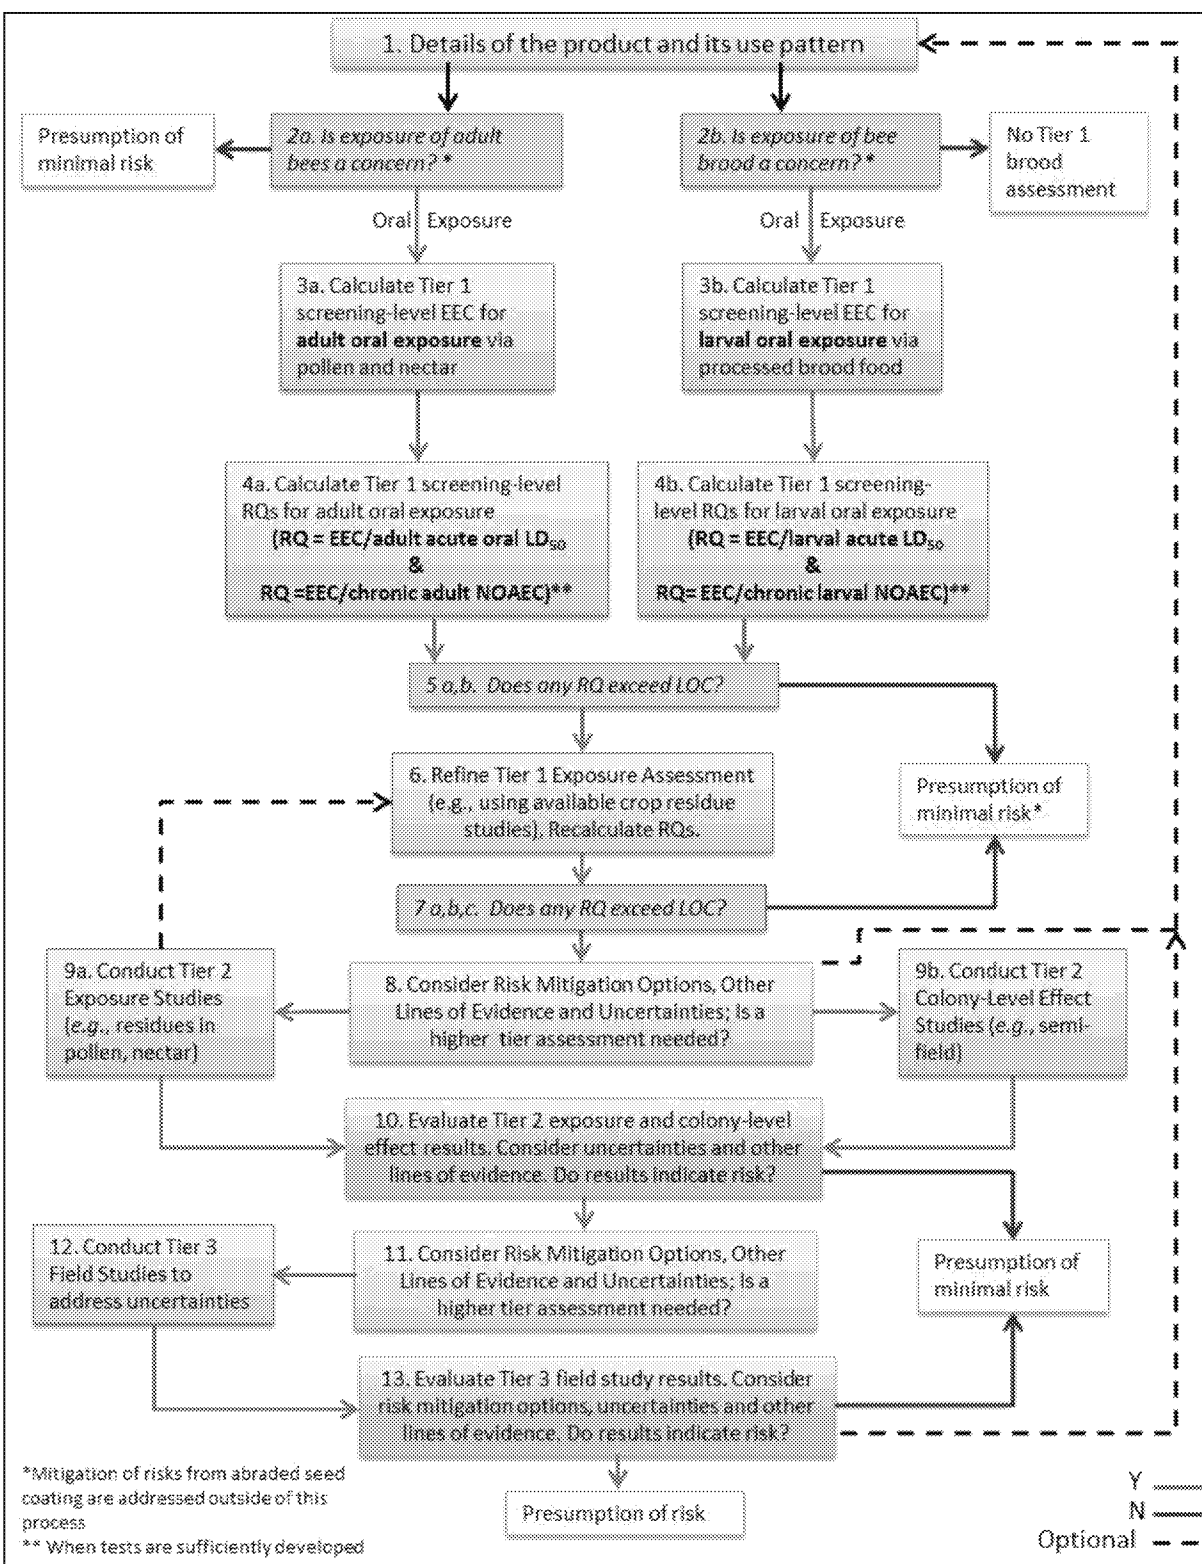 1. Details of the product and its use pattern
Presumption of
minimal risk
2a. Is exposure of adult
bees a concern? *
2b. Is exposure of bee
brood a concern? *
No Tier 1
brood
assessment
Oral Exposure
Oral Exposure
3a. Calculate Tier 1
screening-level EEC for
adult oral exposure via
pollen and nectar
3b. Calculate Tier 1
screening-level EEC for
larval oral exposure via
processed brood food
4a. Calculate Tier 1 screening-level
RQs for adult oral exposure
(RQ = EEC/adult acute oral LD50
&
RQ =EEC/chronic adult NOAEC)**
4b. Calculate Tier 1 screening-
level RQs for larval oral exposure
(RQ = EEC/larval acute LD50
&
RQ= EEC/chronic larval NOAEC)**
5 a,b. Does any RQ exceed LOC?
6. Refine Tier 1 Exposure Assessment
(e.g., using available crop residue
studies), Recalculate RQs.
Presumption of
minimal risk*
7 a,b,c. Does any RQ exceed LOC?
9a. Conduct Tier 2
Exposure Studies
(e.g., residues in
pollen, nectar)
8. Consider Risk Mitigation Options, Other
Lines of Evidence and Uncertainties; Is a
higher tier assessment needed?
9b. Conduct Tier 2
Colony-Level Effect
Studies (e.g., semi-
field)
10. Evaluate Tier 2 exposure and colony-level
effect results. Consider uncertainties and other
lines of evidence. Do results indicate risk?
12. Conduct Tier 3
Field Studies to
address uncertainties
11. Consider Risk Mitigation Options, Other
Lines of Evidence and Uncertainties; Is a
higher tier assessment needed?
Presumption of
minimal risk
13. Evaluate Tier 3 field study results. Consider
risk mitigation options, uncertainties and other
lines of evidence. Do results indicate risk?
Presumption of risk
*Mitigation of risks from abraded seed
coating are addressed outside of this
process
** When tests are sufficiently developed
Y
N
Optional